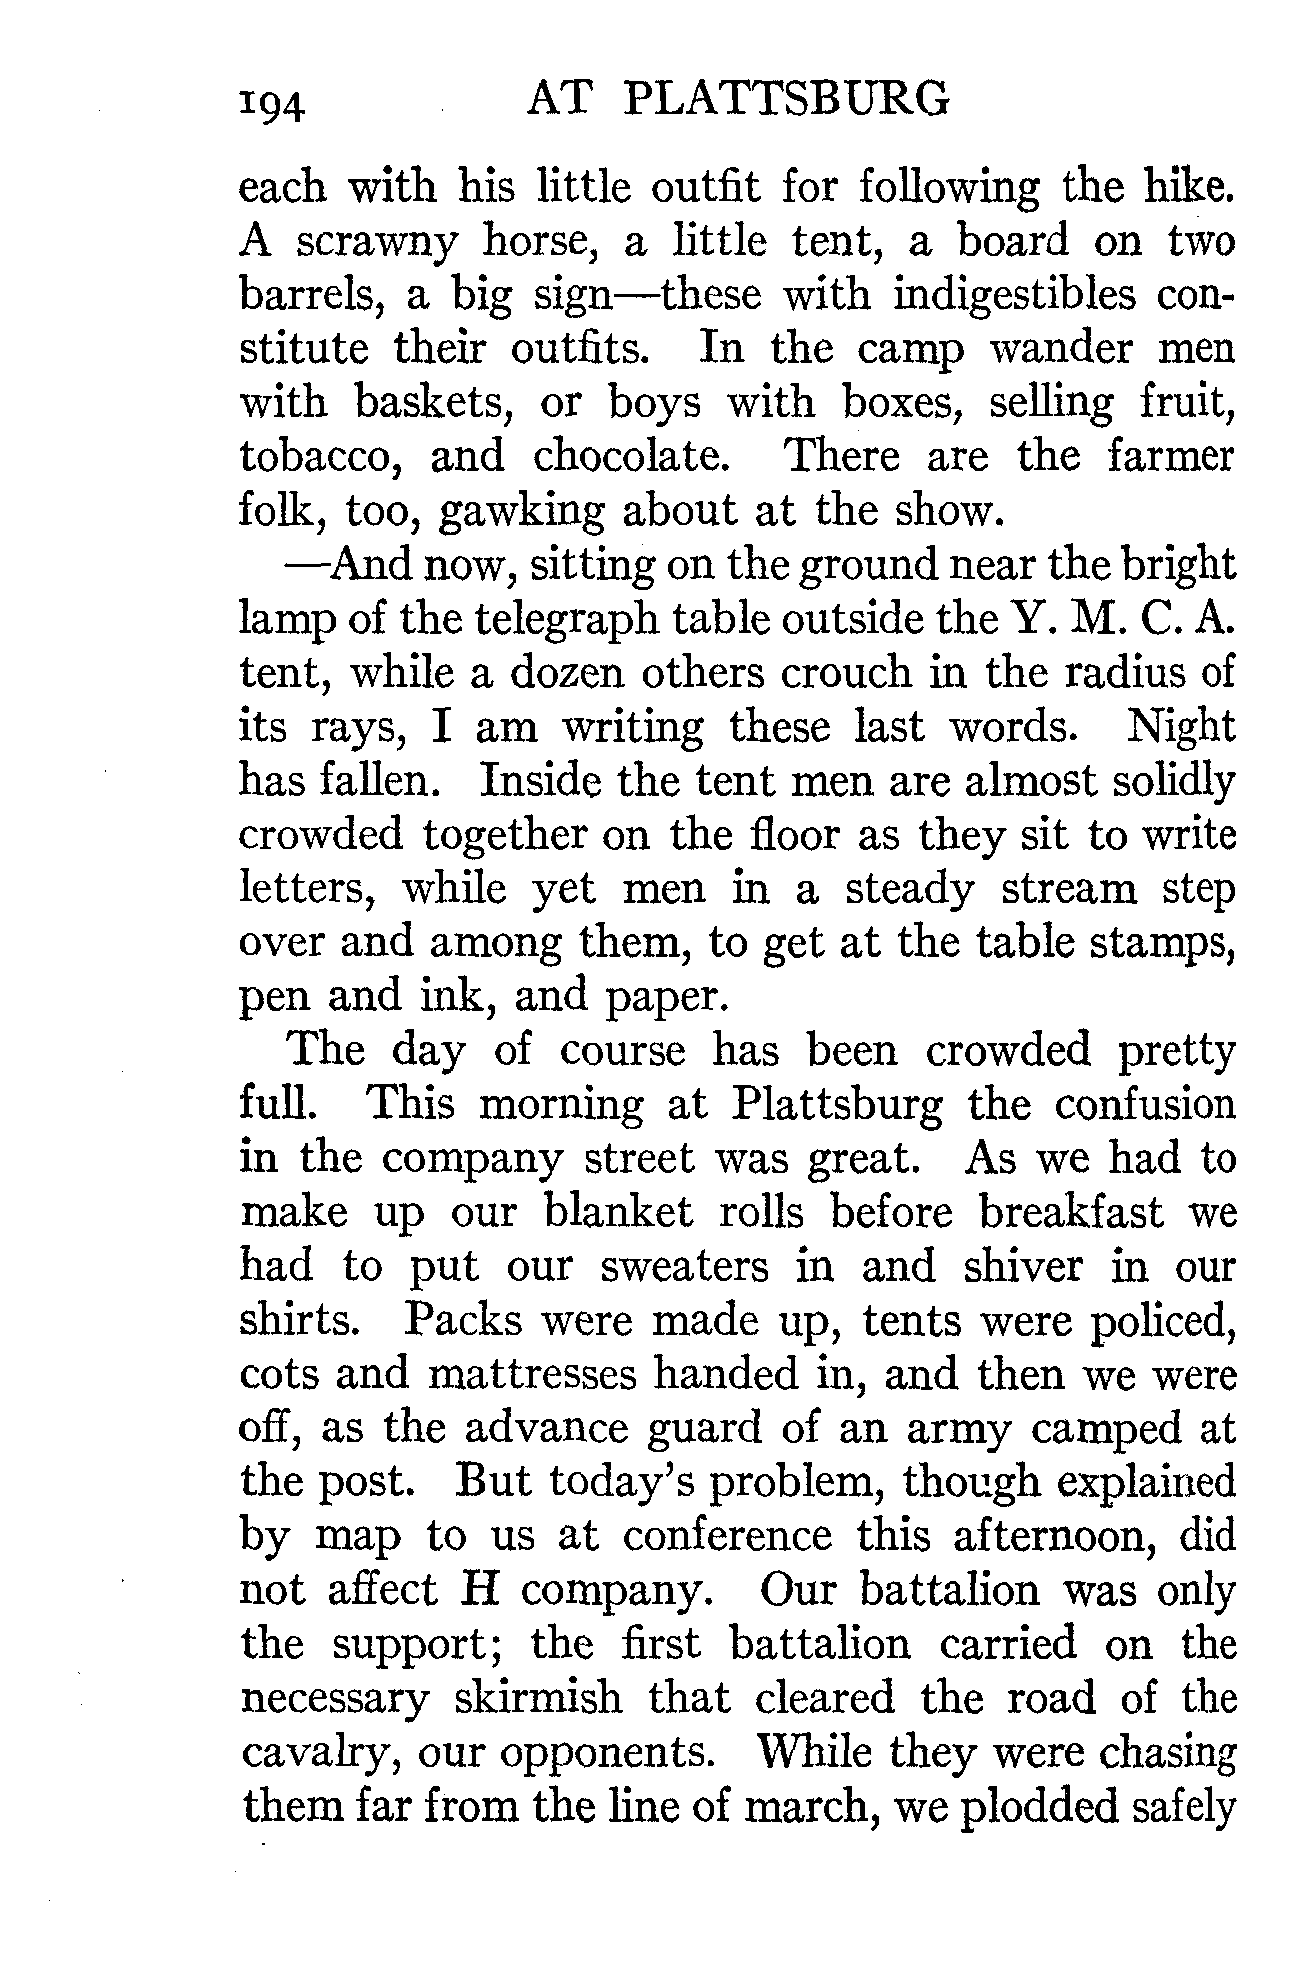 194 AT PLATTSBURG
each with his little outfit for following the hike.
A scrawny horse, a little tent, a board on two
barrels, a big sign—these with indigestibles con-
stitute their outfits. In the camp wander men
with baskets, or boys with boxes, selling fruit,
tobacco, and chocolate. There are the farmer
folk, too, gawking about at the show.
—And now, sitting on the ground near the bright
lamp of the telegraph table outside the Y. M. C. A.
tent, while a dozen others crouch in the radius of
its rays, I am writing these last words. Night
has fallen. Inside the tent men are almost solidly
crowded together on the floor as they sit to write
letters, while yet men in a steady stream step
over and among them, to get at the table stamps,
pen and ink, and paper.
The day of course has been crowded pretty
full. This morning at Plattsburg the confusion
in the company street was great. As we had to
make up our blanket rolls before breakfast we
had to put our sweaters in and shiver in our
shirts. Packs were made up, tents were policed,
cots and mattresses handed in, and then we were
off, as the advance guard of an army camped at
the post. But today's problem, though explained
by map to us at conference this afternoon, did
not affect H company. Our battalion was only
the support; the first battalion carried on the
necessary skirmish that cleared the road of the
cavalry, our opponents. While they were chasing
them far from the line of march, we plodded safely